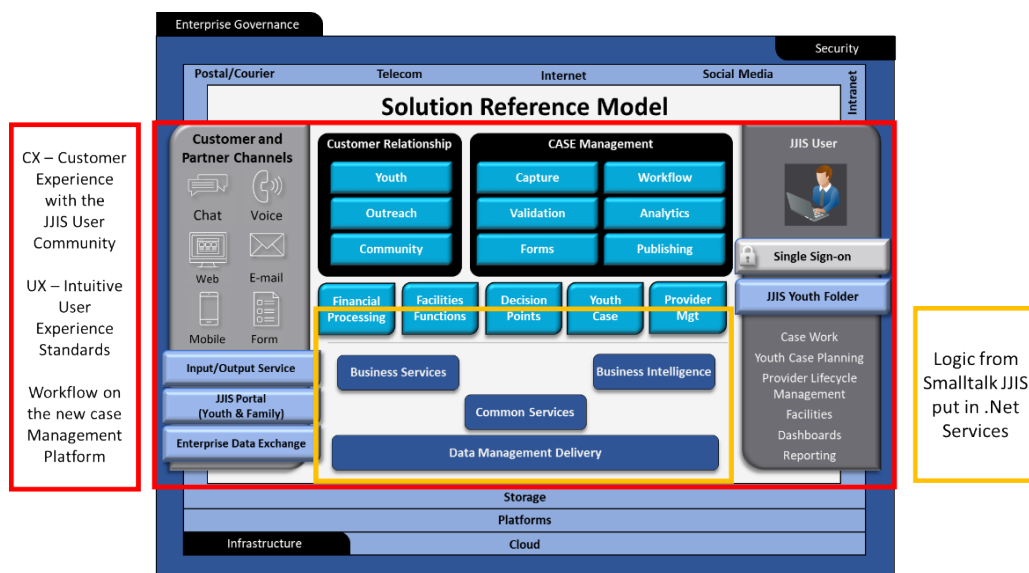 Enterprise Governance
Security
Postal/Courier
Telecom
Internet
Social Media
Intranet
Solution Reference Model
CX – Customer
Experience
with the
JJIS User
Community
UX – Intuitive
User
Experience
Standards
Workflow on
the new case
Management
Platform
Customer and
Partner Channels
Chat
Voice
Web
E-mail
Mobile
Form
Input/Output Service
JJIS Portal
(Youth & Family)
Enterprise Data Exchange
Customer Relationship
Youth
Outreach
Community
CASE Management
Capture
Workflow
Validation
Analytics
Forms
Publishing
Financial
Processing
Facilities
Functions
Decision
Points
Youth
Case
Provider
Mgt
Business Services
Business Intelligence
Common Services
Data Management Delivery
JJIS User
Single Sign-on
JJIS Youth Folder
Case Work
Youth Case Planning
Provider Lifecycle
Management
Facilities
Dashboards
Reporting
Logic from
Smalltalk JJIS
put in .Net
Services
Storage
Platforms
Infrastructure
Cloud